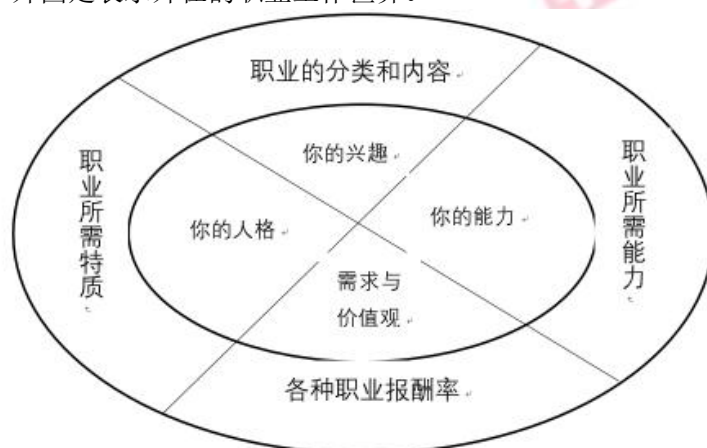 职业的分类和内容
你的兴趣
职业所需特质
你的人格
你的能力
职业所需能力
需求与
价值观
各种职业报酬率